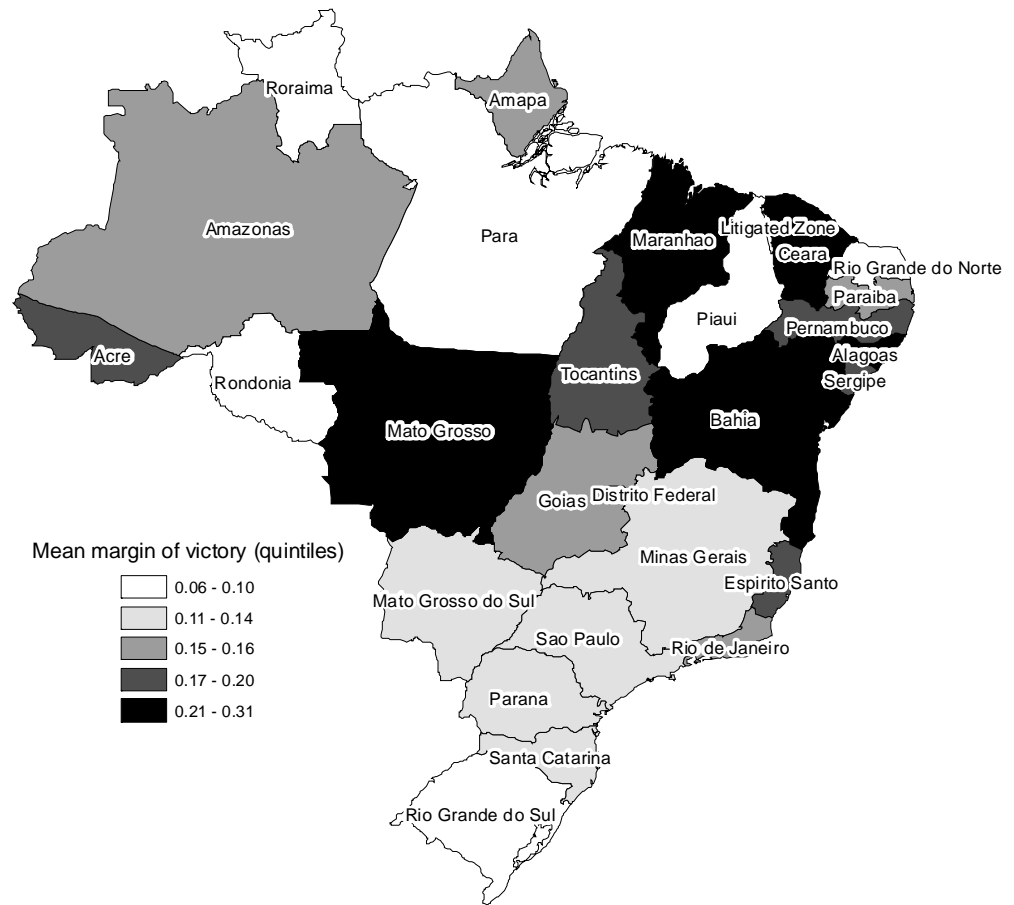 Roraima
Amapa
Amazonas
Para
Litigated Zone
Maranhao
Ceara
Rio Grande do Norte
Paraiba
Piaui
Pernambuco
Acre
Alagoas
Rondonia
Tocantins
Sergipe
Bahia
Mato Grosso
Goias
Distrito Federal
Mean margin of victory (quintiles)
Minas Gerais
0.06 - 0.10
Espirito Santo
Mato Grosso do Sul
0.11 - 0.14
Sao Paulo
0.15 - 0.16
Rio de Janeiro
0.17 - 0.20
Parana
0.21 - 0.31
Santa Catarina
Rio Grande do Sul